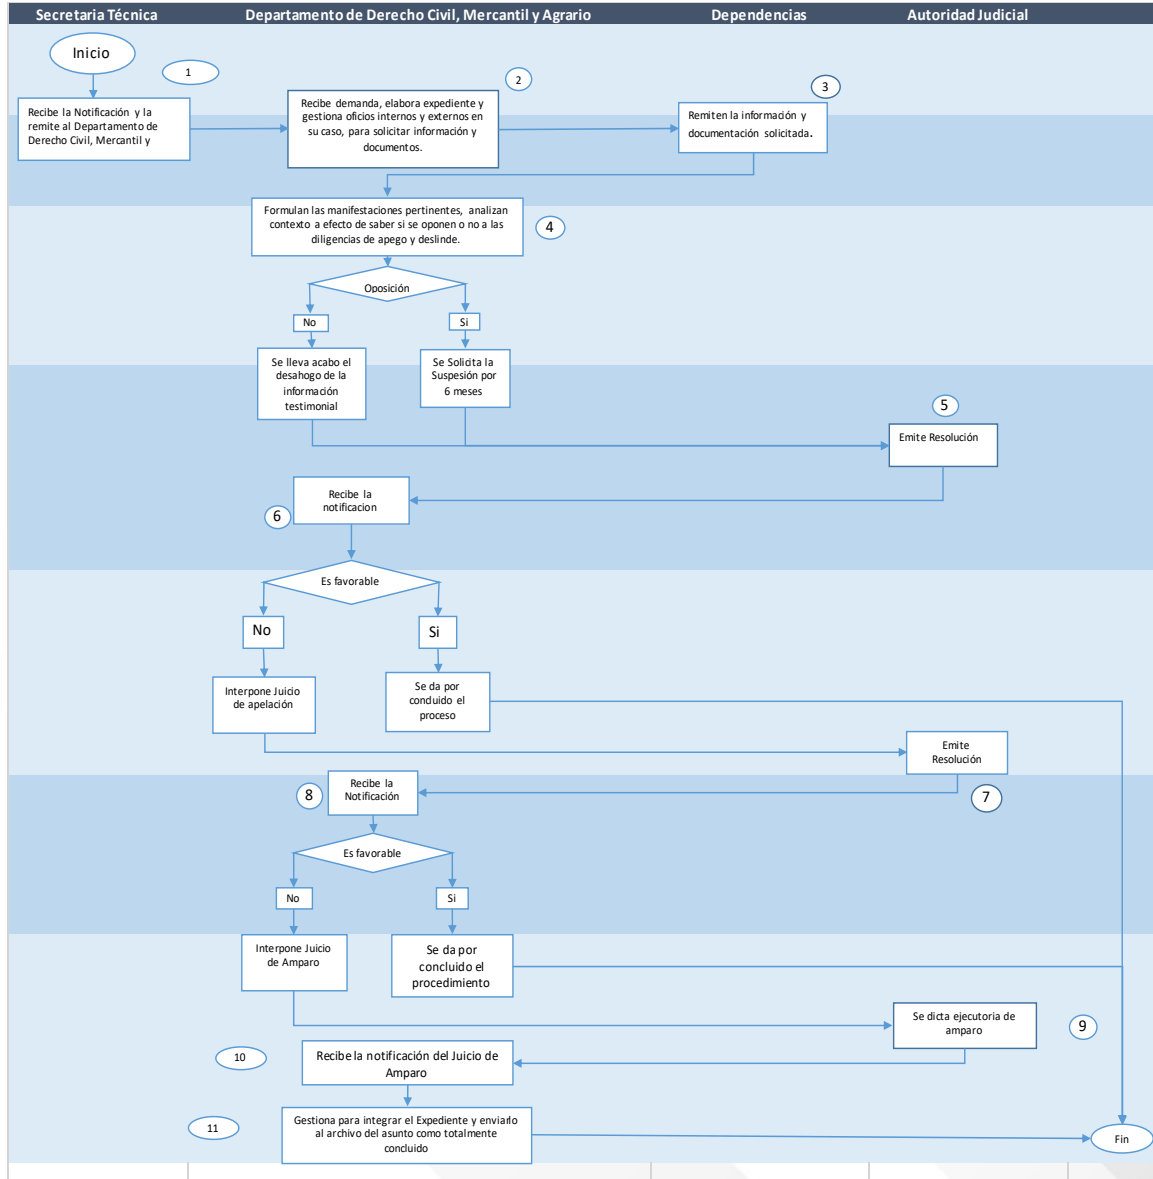 Secretaria Técnica
Departamento de Derecho Civil, Mercantil y Agrario
Dependencias
Autoridad Judicial
Inicio
1
Recibe la Notificación y la
remite al Departamento de
Derecho Civil, Mercantil y
2
Recibe demanda, elabora expediente y
gestiona oficios internos y externos en
su caso, para solicitar información y
documentos.
3
Remiten la información y
documentación solicitada.
Formulan las manifestaciones pertinentes, analizan
contexto a efecto de saber si se oponen o no a las
diligencias de apego y deslinde.
4
Oposición
No
Si
Se lleva acabo el
desahogo de la
información
testimonial
Se Solicita la
Suspesión por
6 meses
5
Emite Resolución
Recibe la
notificacion
6
Es favorable
No
Si
Interpone Juicio
de apelación
Se da por
conduido el
proceso
Emite
Resolución
7
Recibe la
Notificación
8
Es favorable
No
Si
Interpone Juicio
de Amparo
Se da por
concluido el
procedimiento
Se dicta ejecutoria de
amparo
9
10
Recibe la notificación del Juicio de
Amparo
11
Gestiona para integrar el Expediente y enviarlo
al archivo del asunto como totalmente
concluido
Fin